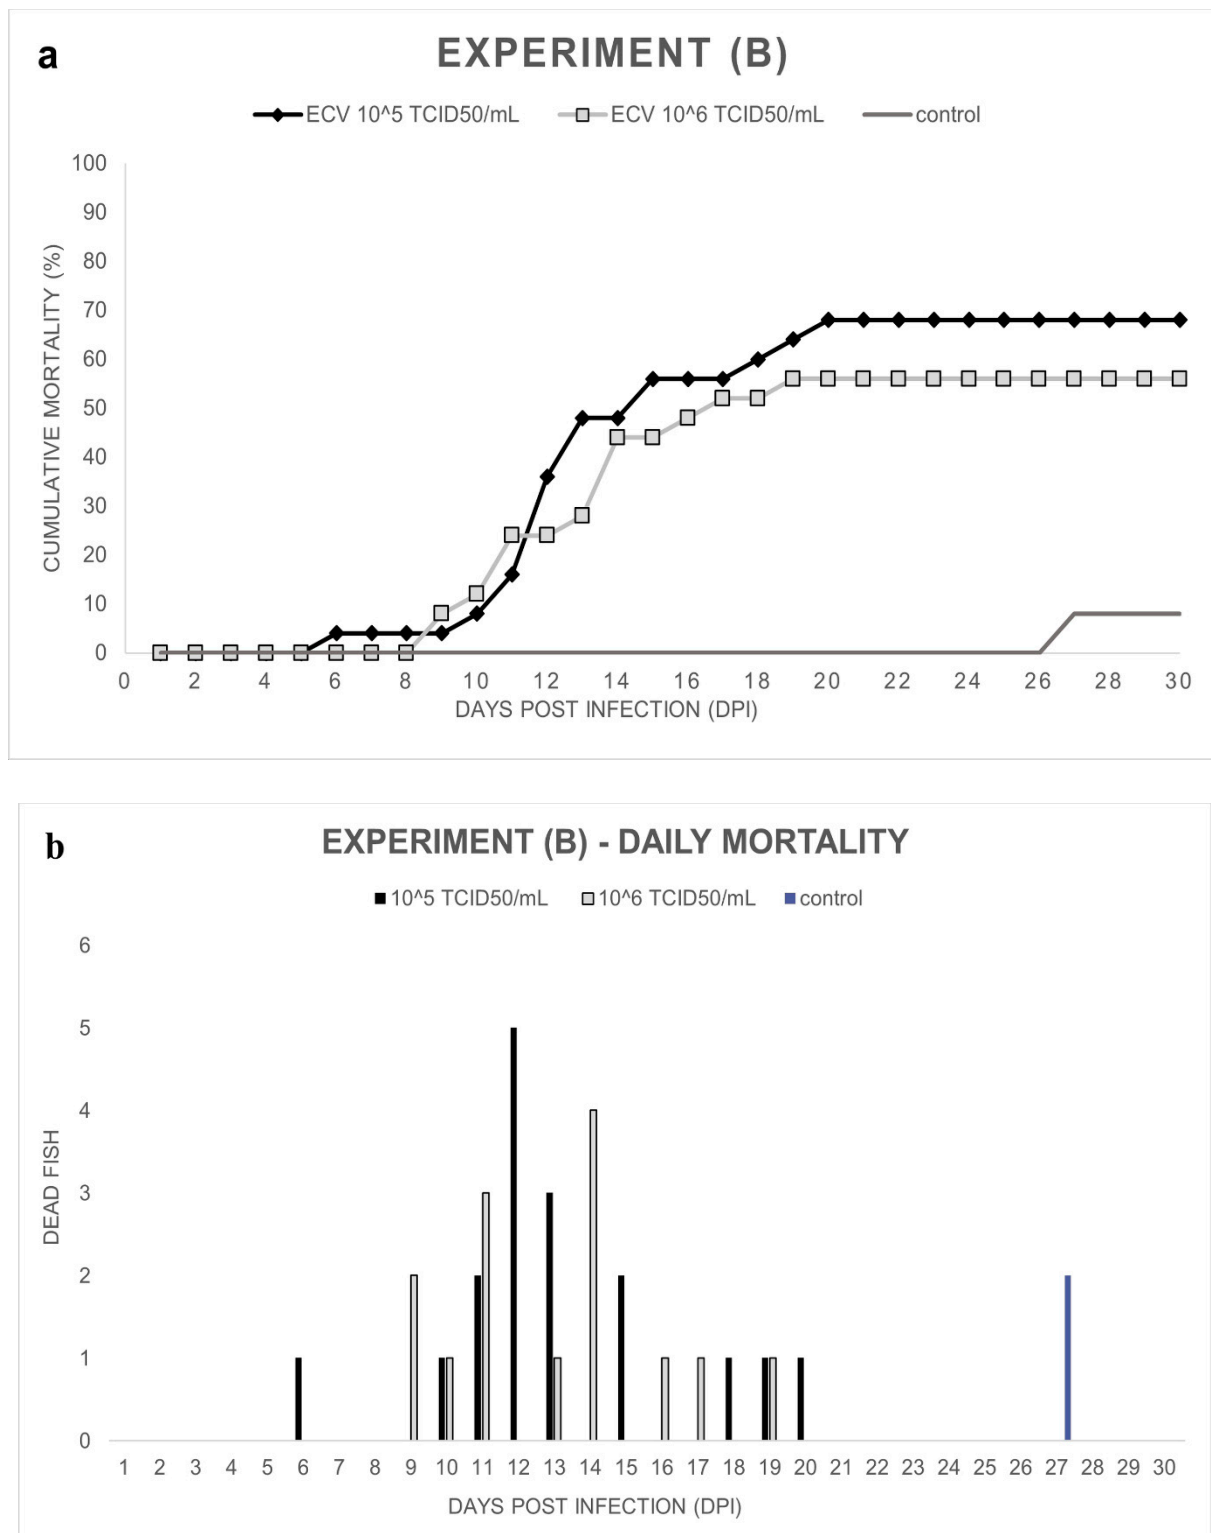 a
EXPERIMENT (B)
ECV 10^5 TCID50/mL ECV 10^6 TCID50/mL control
100
90
80
70
60
50
40
30
20
10
0
CUMULATIVE MORTALITY (%)
0 2 4 6 8 10 12 14 16 18 20 22 24 26 28 30
DAYS POST INFECTION (DPI)
b
EXPERIMENT (B) - DAILY MORTALITY
10^5 TCID50/mL 10^6 TCID50/mL control
6
5
4
3
2
1
0
DEAD FISH
1 2 3 4 5 6 7 8 9 10 11 12 13 14 15 16 17 18 19 20 21 22 23 24 25 26 27 28 29 30
DAYS POST INFECTION (DPI)